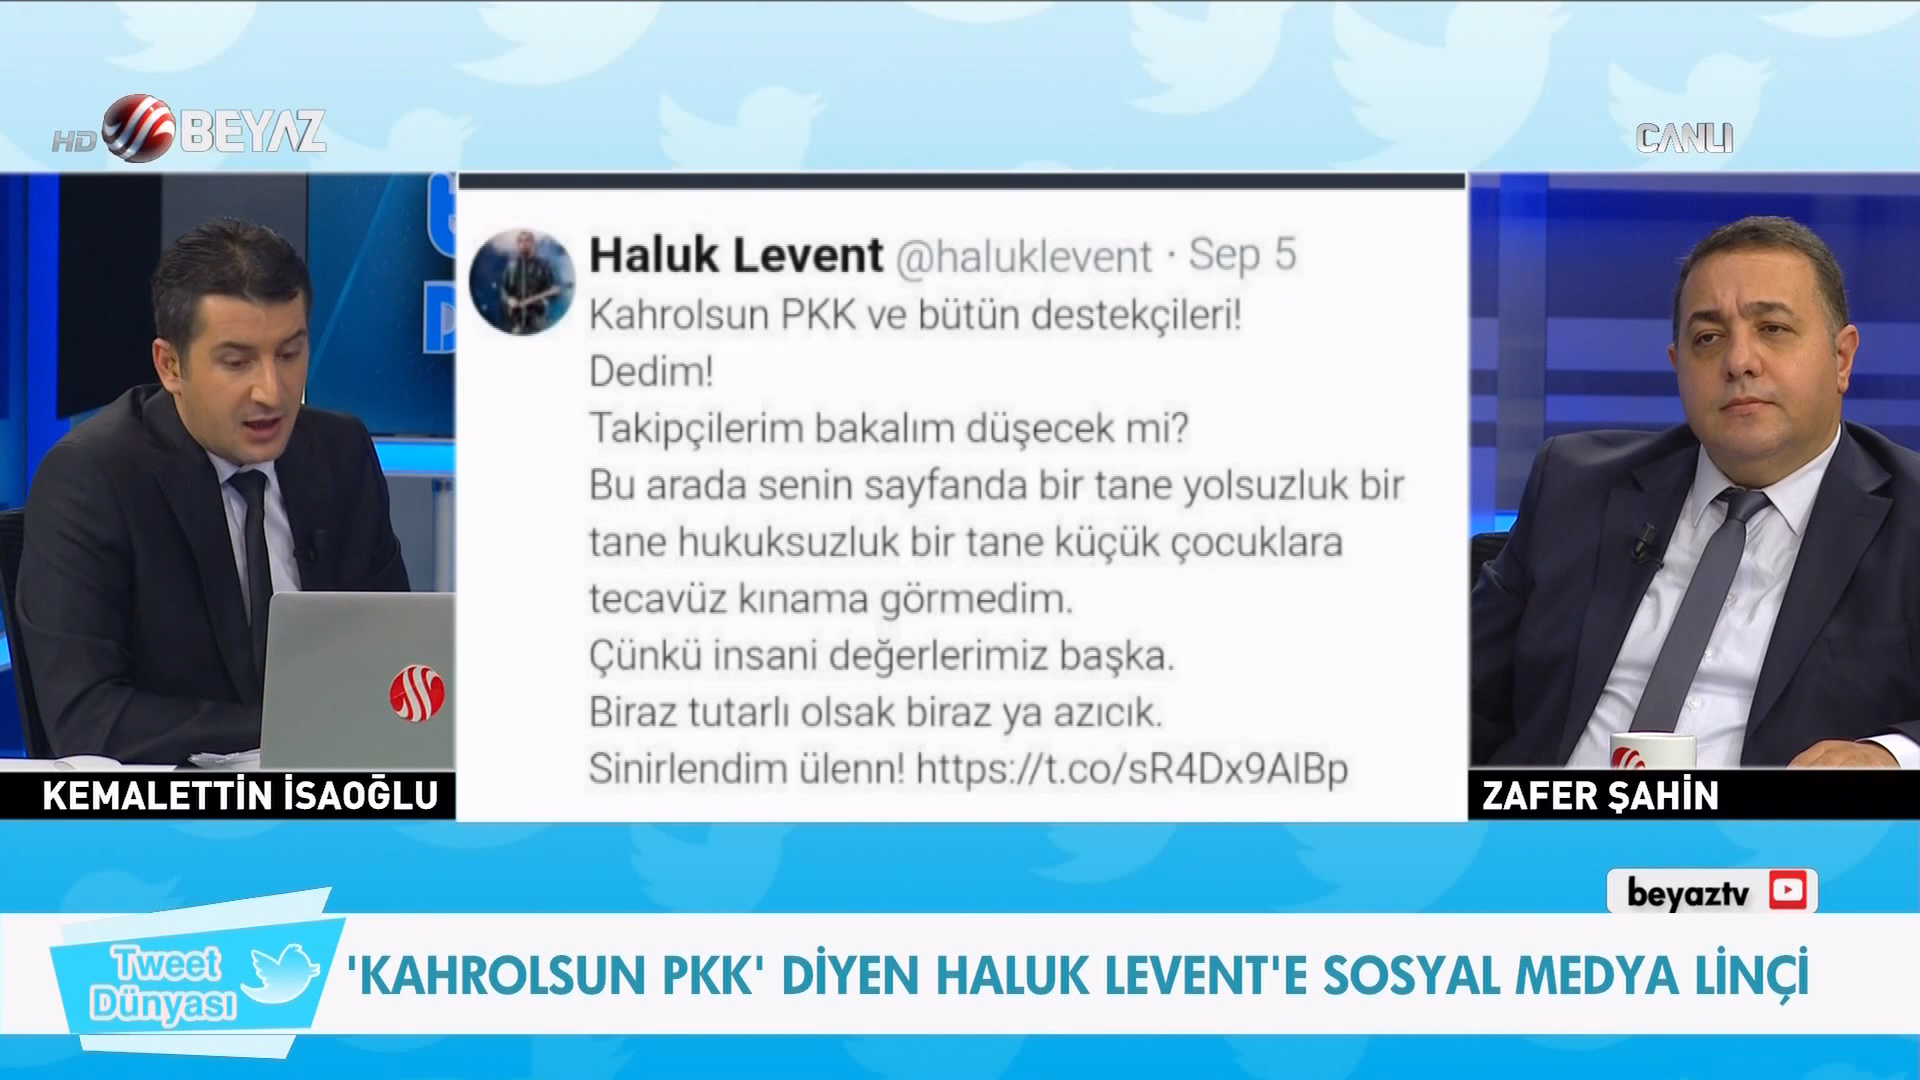 HD BEYAZ
CANLI
Haluk Levent @haluklevent · Sep 5
Kahrolsun PKK ve bütün destekçileri!
Dedim!
Takipçilerim bakalım düşecek mi?
Bu arada senin sayfanda bir tane yolsuzluk bir
tane hukuksuzluk bir tane küçük çocuklara
tecavüz kınama görmedim.
Çünkü insani değerlerimiz başka.
Biraz tutarlı olsak biraz ya azıcık.
Sinirlendim ülenn! https://t.co/sR4Dx9AIBp
KEMALETTİN İSAOĞLU
ZAFER ŞAHİN
beyaztv
Tweet
Dünyası
'KAHROLSUN PKK' DİYEN HALUK LEVENT'E SOSYAL MEDYA LİNÇİ